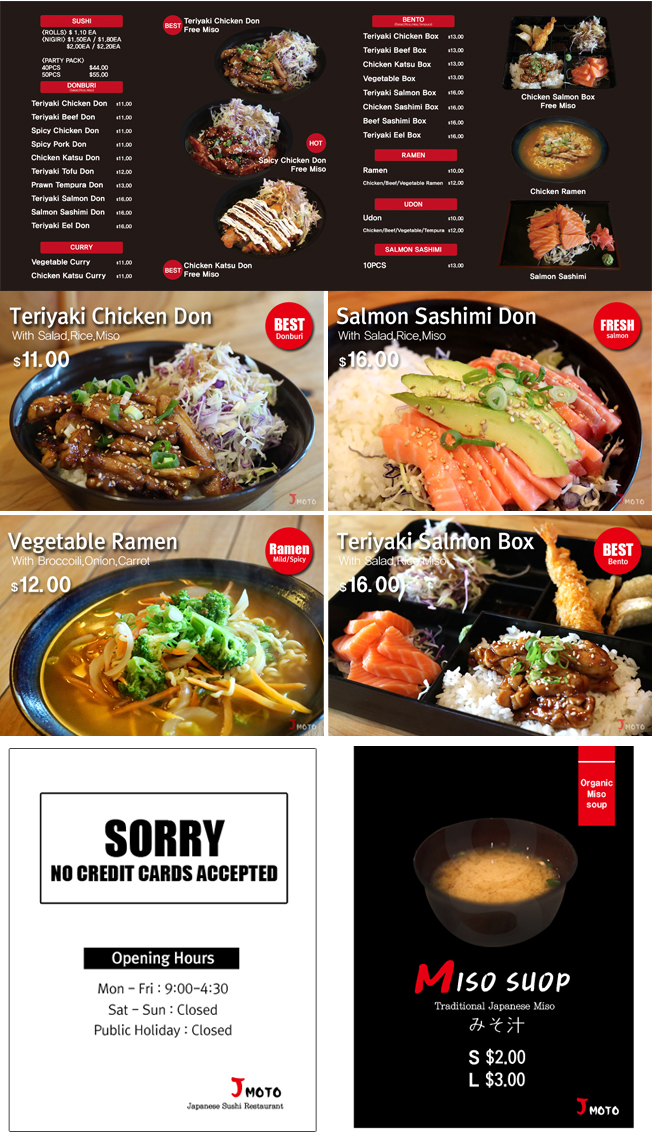 SUSHI
(ROLLS) $ 1,10 EA
(NIGIRI) $1,50EA / $1,80EA
$2,00EA / $2,20EA
(PARTY PACK)
40PCS $44,00
50PCS $55,00
DONBURI
Teriyaki Chicken Don $11,00
Teriyaki Beef Don $11,00
Spicy Chicken Don $11,00
Spicy Pork Don $11,00
Chicken Katsu Don $11,00
Teriyaki Tofu Don $12,00
Prawn Tempura Don $13,00
Teriyaki Salmon Don $16,00
Salmon Sashimi Don $16,00
Teriyaki Eel Don $16,00
CURRY
Vegetable Curry $11,00
Chicken Katsu Curry $11,00
BEST
Teriyaki Chicken Don
Free Miso
HOT
Spicy Chicken Don
Free Miso
BEST
Chicken Katsu Don
Free Miso
BENTO
Teriyaki Chicken Box $13,00
Teriyaki Beef Box $13,00
Chicken Katsu Box $13,00
Vegetable Box $13,00
Teriyaki Salmon Box $16,00
Chicken Sashimi Box $16,00
Beef Sashimi Box $16,00
Teriyaki Eel Box $16,00
RAMEN
Ramen $10,00
Chicken/Beef/Vegetable Ramen $12,00
UDON
Udon $10,00
Chicken/Beef/Vegetable/Tempura $12,00
SALMON SASHIMI
10PCS $13,00
Chicken Salmon Box
Free Miso
Chicken Ramen
Salmon Sashimi
Teriyaki Chicken Don
With Salad,Rice,Miso
$11.00
BEST
Donburi
J MOTO
Salmon Sashimi Don
With Salad,Rice,Miso
$16.00
FRESH
salmon
J MOTO
Vegetable Ramen
With Broccoili,Onion,Carrot
$12.00
Ramen
Mild/Spicy
J MOTO
Teriyaki Salmon Box
With Salad,Rice,Miso
$16.00
BEST
Bento
J MOTO
SORRY
NO CREDIT CARDS ACCEPTED
Opening Hours
Mon - Fri : 9:00-4:30
Sat - Sun : Closed
Public Holiday : Closed
J MOTO
Japanese Sushi Restaurant
Organic
Miso
soup
MISO SUOP
Traditional Japanese Miso
みそ汁
S $2.00
L $3.00
J MOTO